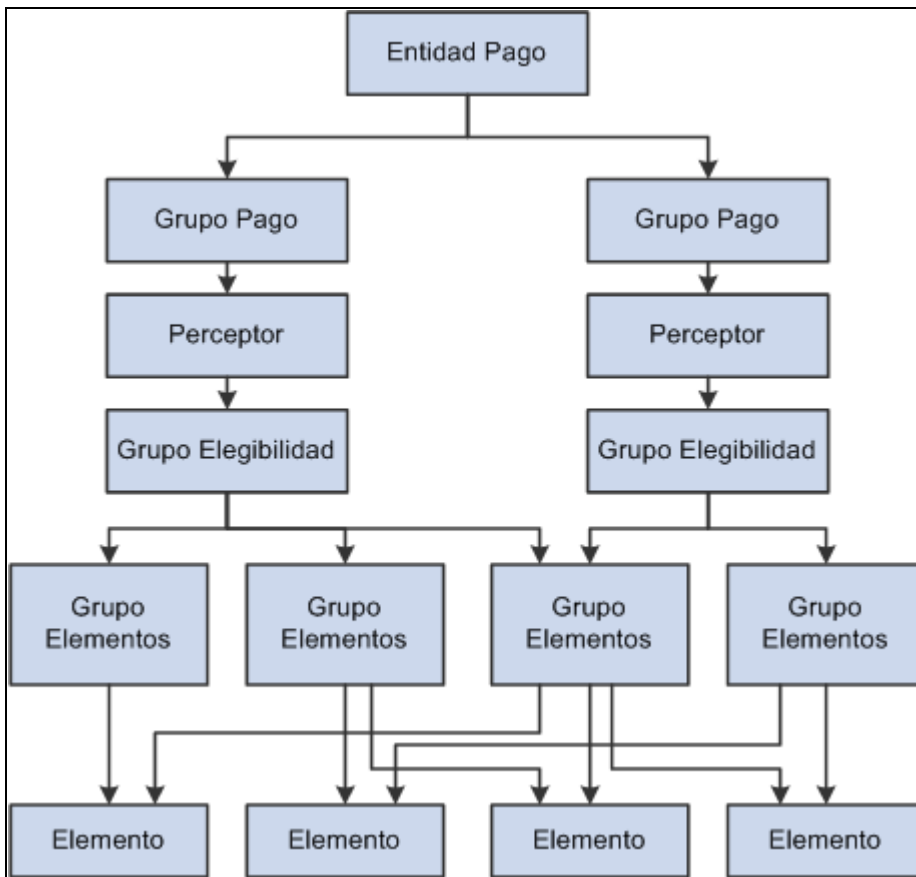 Entidad Pago
Grupo Pago
Grupo Pago
Perceptor
Perceptor
Grupo Elegibilidad
Grupo Elegibilidad
Grupo
Elementos
Grupo
Elementos
Grupo
Elementos
Grupo
Elementos
Elemento
Elemento
Elemento
Elemento